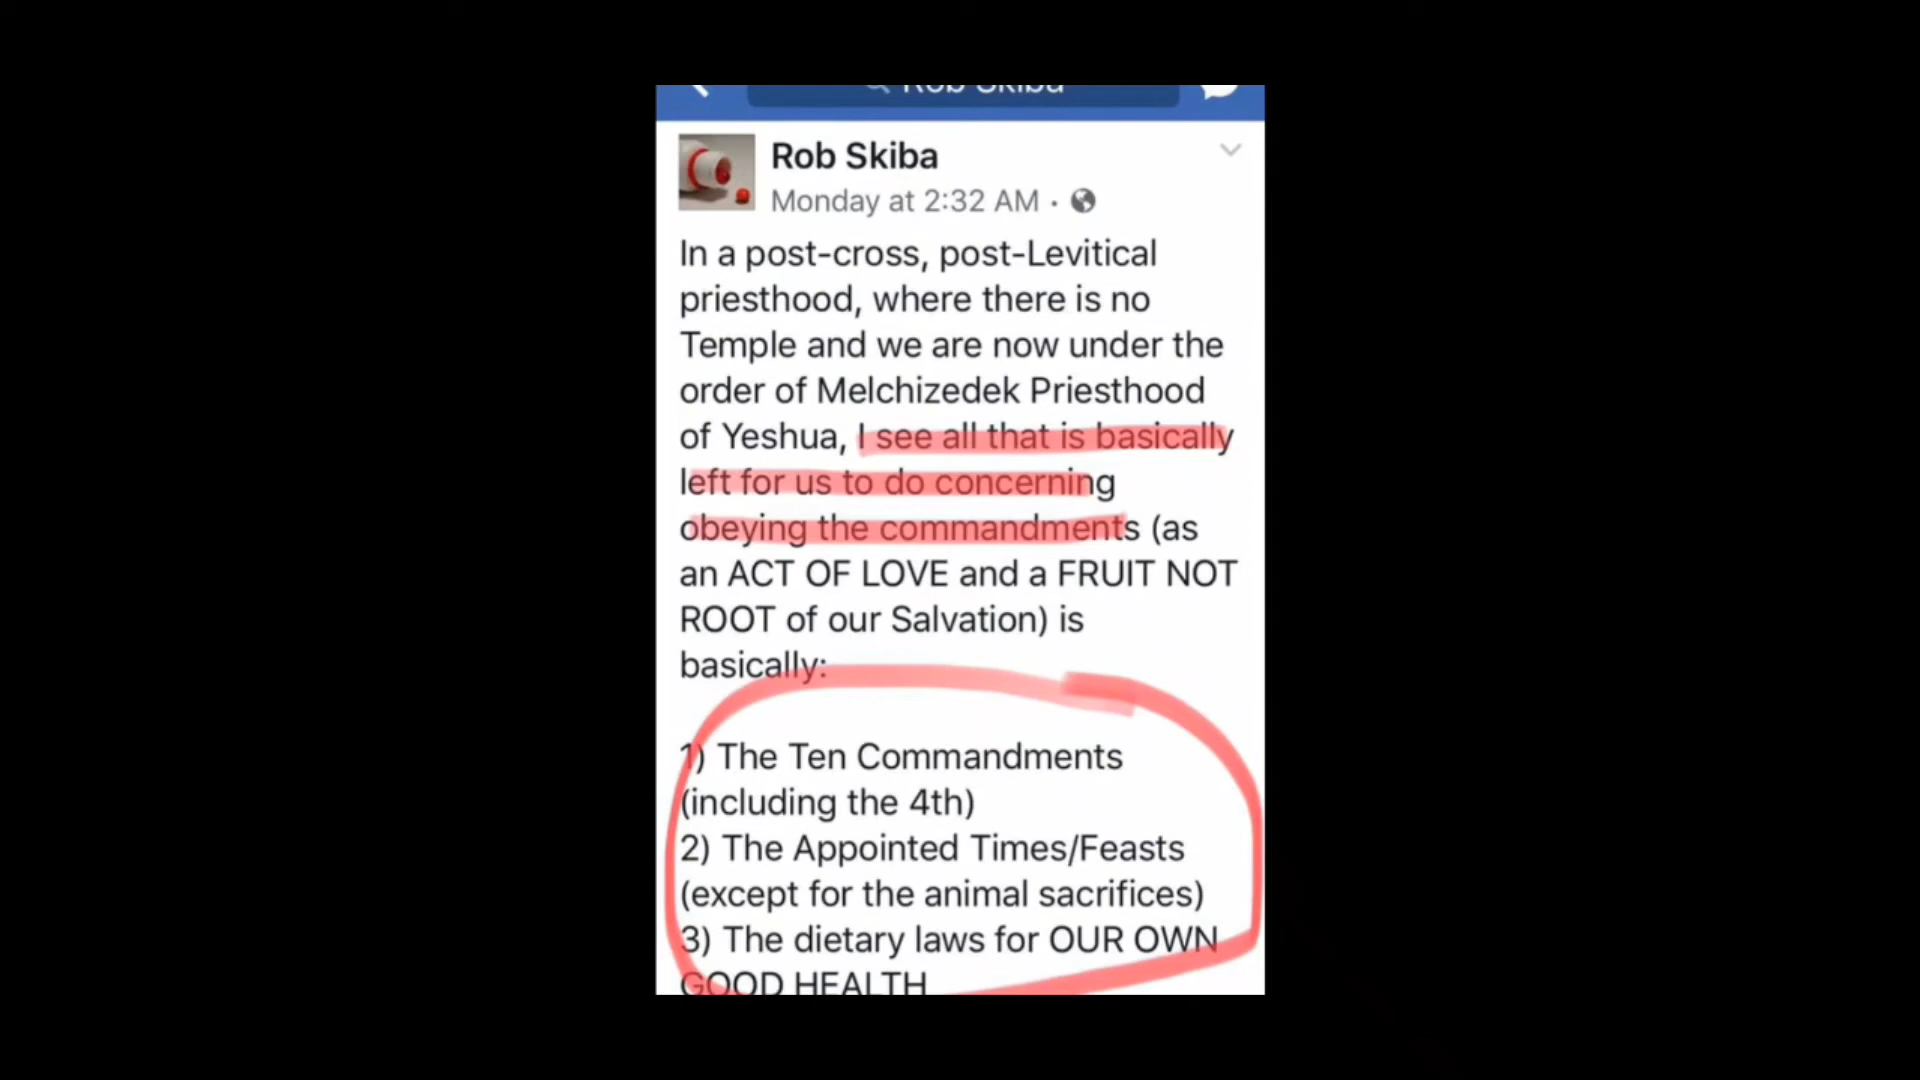 Rob Skiba
Rob Skiba
Monday at 2:32 AM ·
In a post-cross, post-Levitical
priesthood, where there is no
Temple and we are now under the
order of Melchizedek Priesthood
of Yeshua, I see all that is basically
left for us to do concerning
obeying the commandments (as
an ACT OF LOVE and a FRUIT NOT
ROOT of our Salvation) is
basically:
1) The Ten Commandments
(including the 4th)
2) The Appointed Times/Feasts
(except for the animal sacrifices)
3) The dietary laws for OUR OWN
GOOD HEALTH